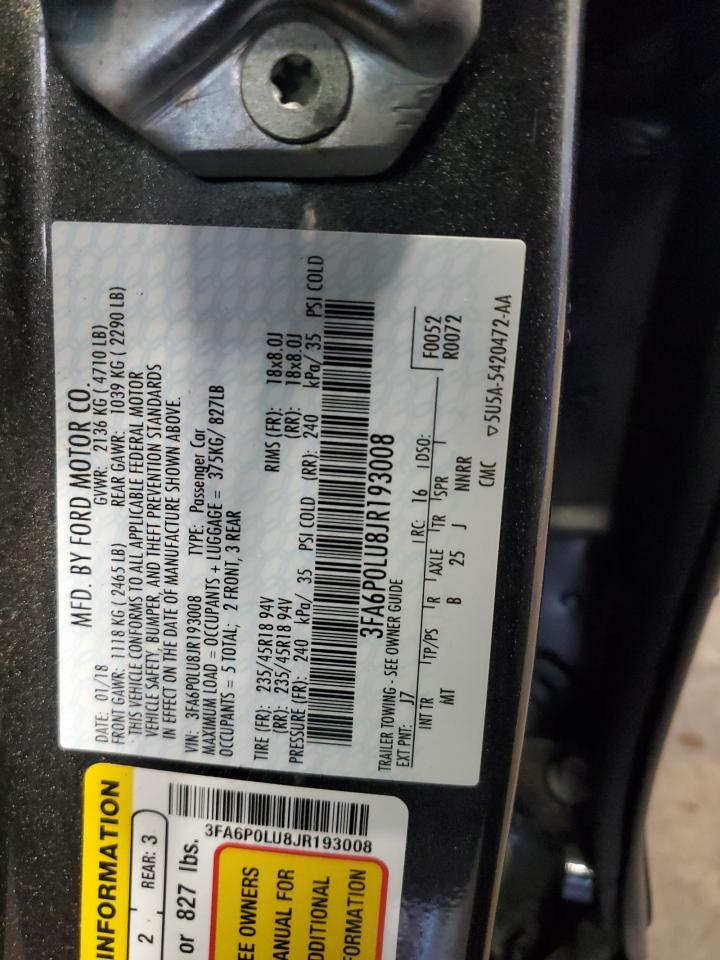 MFD. BY FORD MOTOR CO.
DATE: 01/18 GVWR: 2136 KG ( 4710 LB)
FRONT GAWR: 1118 KG ( 2465 LB) REAR GAWR: 1039 KG ( 2290 LB)
THIS VEHICLE CONFORMS TO ALL APPLICABLE FEDERAL MOTOR
VEHICLE SAFETY, BUMPER, AND THEFT PREVENTION STANDARDS
IN EFFECT ON THE DATE OF MANUFACTURE SHOWN ABOVE.
VIN: 3FA6P0LU8JR193008 TYPE: Passenger Car
MAXIMUM LOAD = OCCUPANTS + LUGGAGE = 375KG/ 827LB
OCCUPANTS = 5 TOTAL; 2 FRONT, 3 REAR
TIRE (FR): 235/45R18 94V RIMS (FR): 18x8.0J
(RR): 235/45R18 94V (RR): 18x8.0J
PRESSURE (FR): 240 kPa/ 35 PSI COLD (RR): 240 kPa/ 35 PSI COLD
3FA6P0LU8JR193008
TRAILER TOWING - SEE OWNER GUIDE
EXT PNT: J7 RC: 16 DSO: F0052
R0072
INT TR TP/PS R AXLE TR SPR
MT B 25 J NNRR
CMC ▽5U5A-5420472-AA
INFORMATION
2 REAR: 3
or 827 lbs.
3FA6P0LU8JR193008
EE OWNERS
ANUAL FOR
DDITIONAL
FORMATION